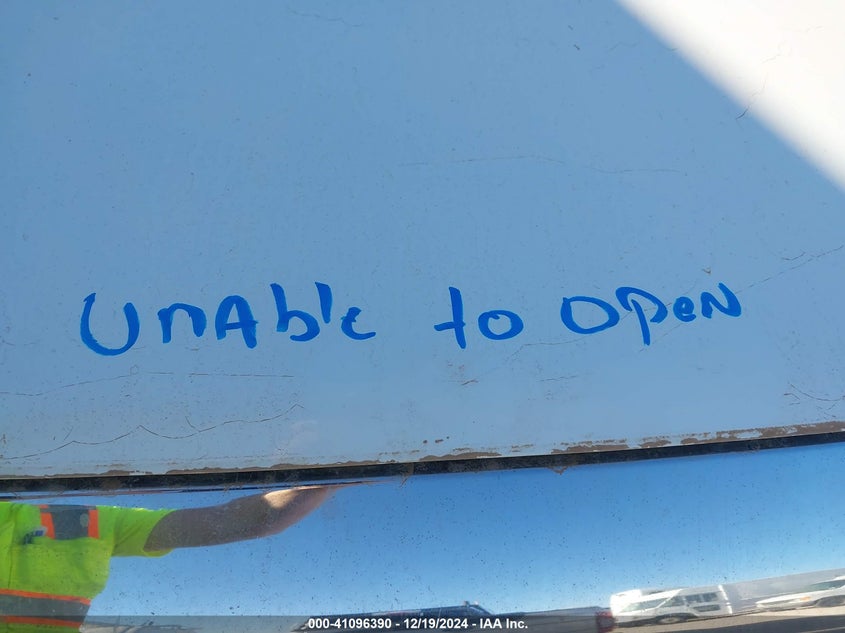 UnAble to OPeN
000-41096390 - 12/19/2024 - IAA Inc.